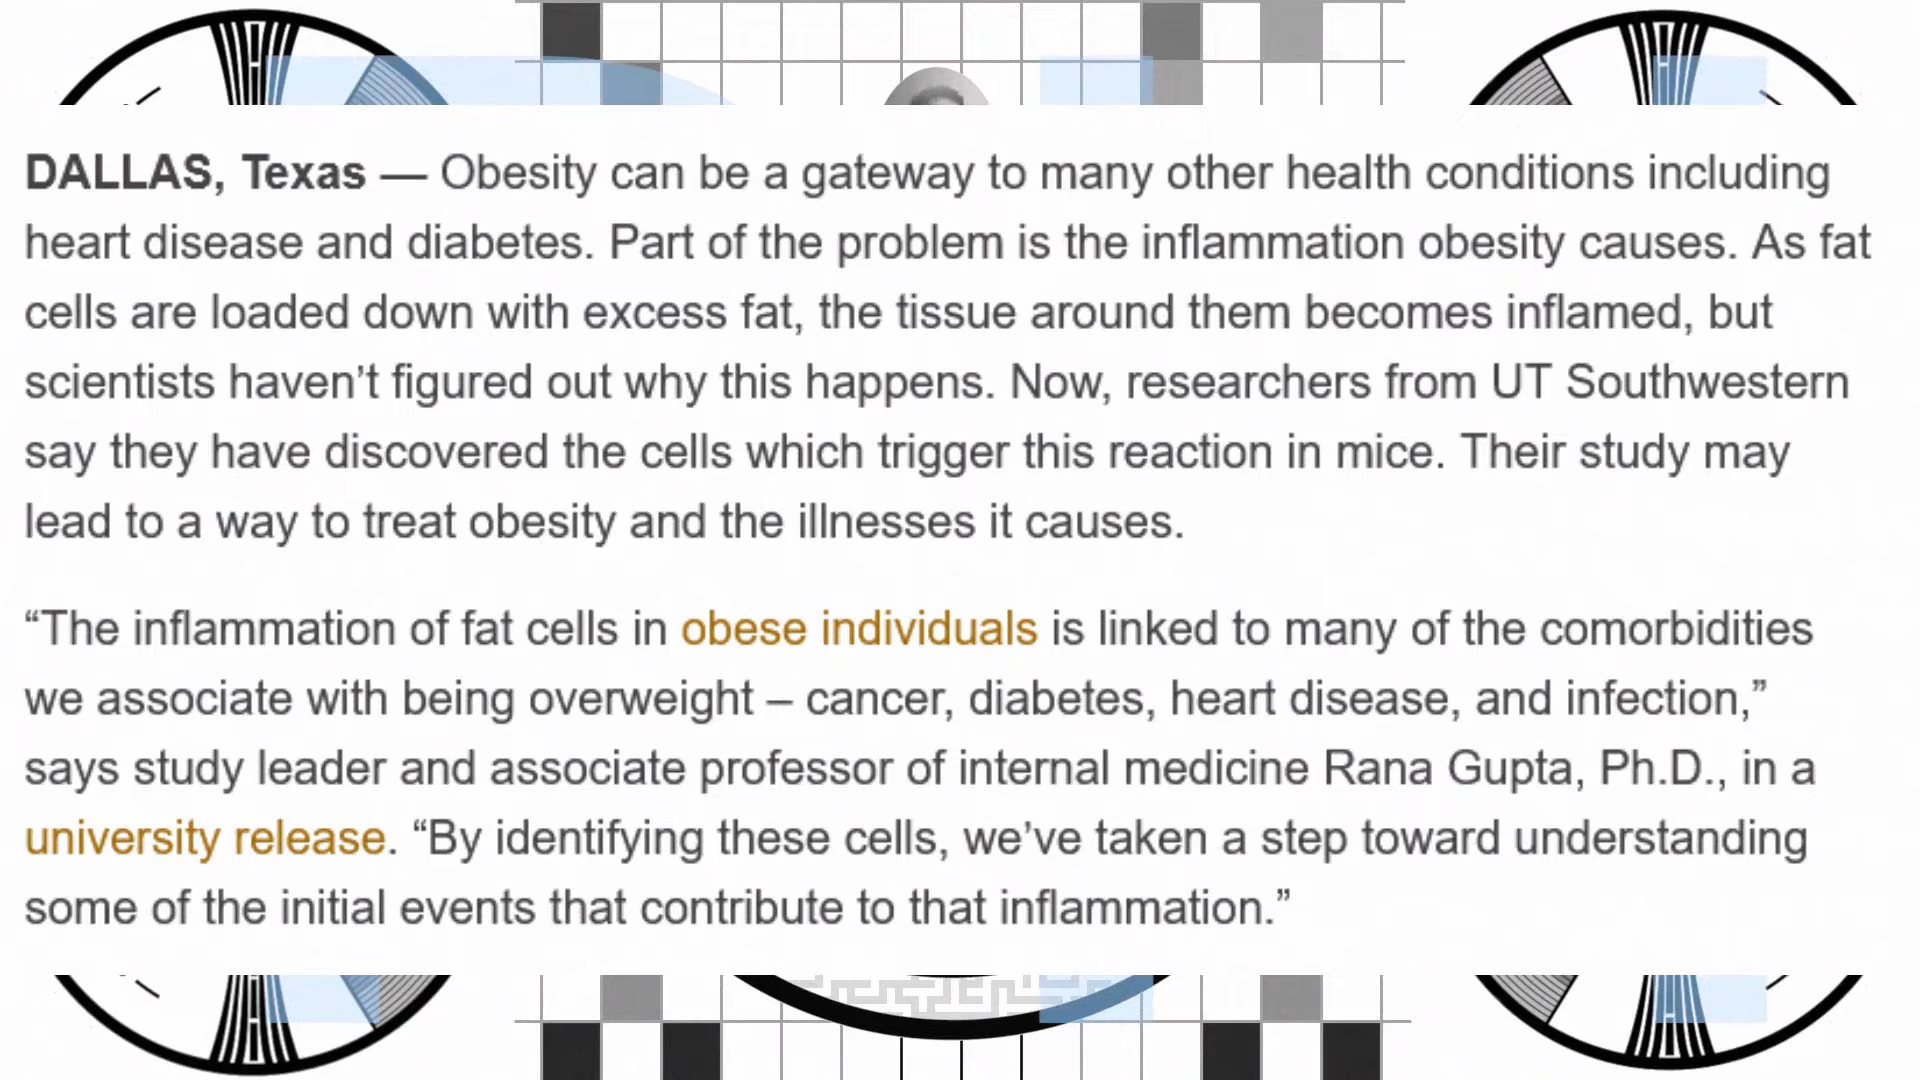 DALLAS, Texas — Obesity can be a gateway to many other health conditions including
heart disease and diabetes. Part of the problem is the inflammation obesity causes. As fat
cells are loaded down with excess fat, the tissue around them becomes inflamed, but
scientists haven’t figured out why this happens. Now, researchers from UT Southwestern
say they have discovered the cells which trigger this reaction in mice. Their study may
lead to a way to treat obesity and the illnesses it causes.
“The inflammation of fat cells in obese individuals is linked to many of the comorbidities
we associate with being overweight – cancer, diabetes, heart disease, and infection,”
says study leader and associate professor of internal medicine Rana Gupta, Ph.D., in a
university release. “By identifying these cells, we’ve taken a step toward understanding
some of the initial events that contribute to that inflammation.”